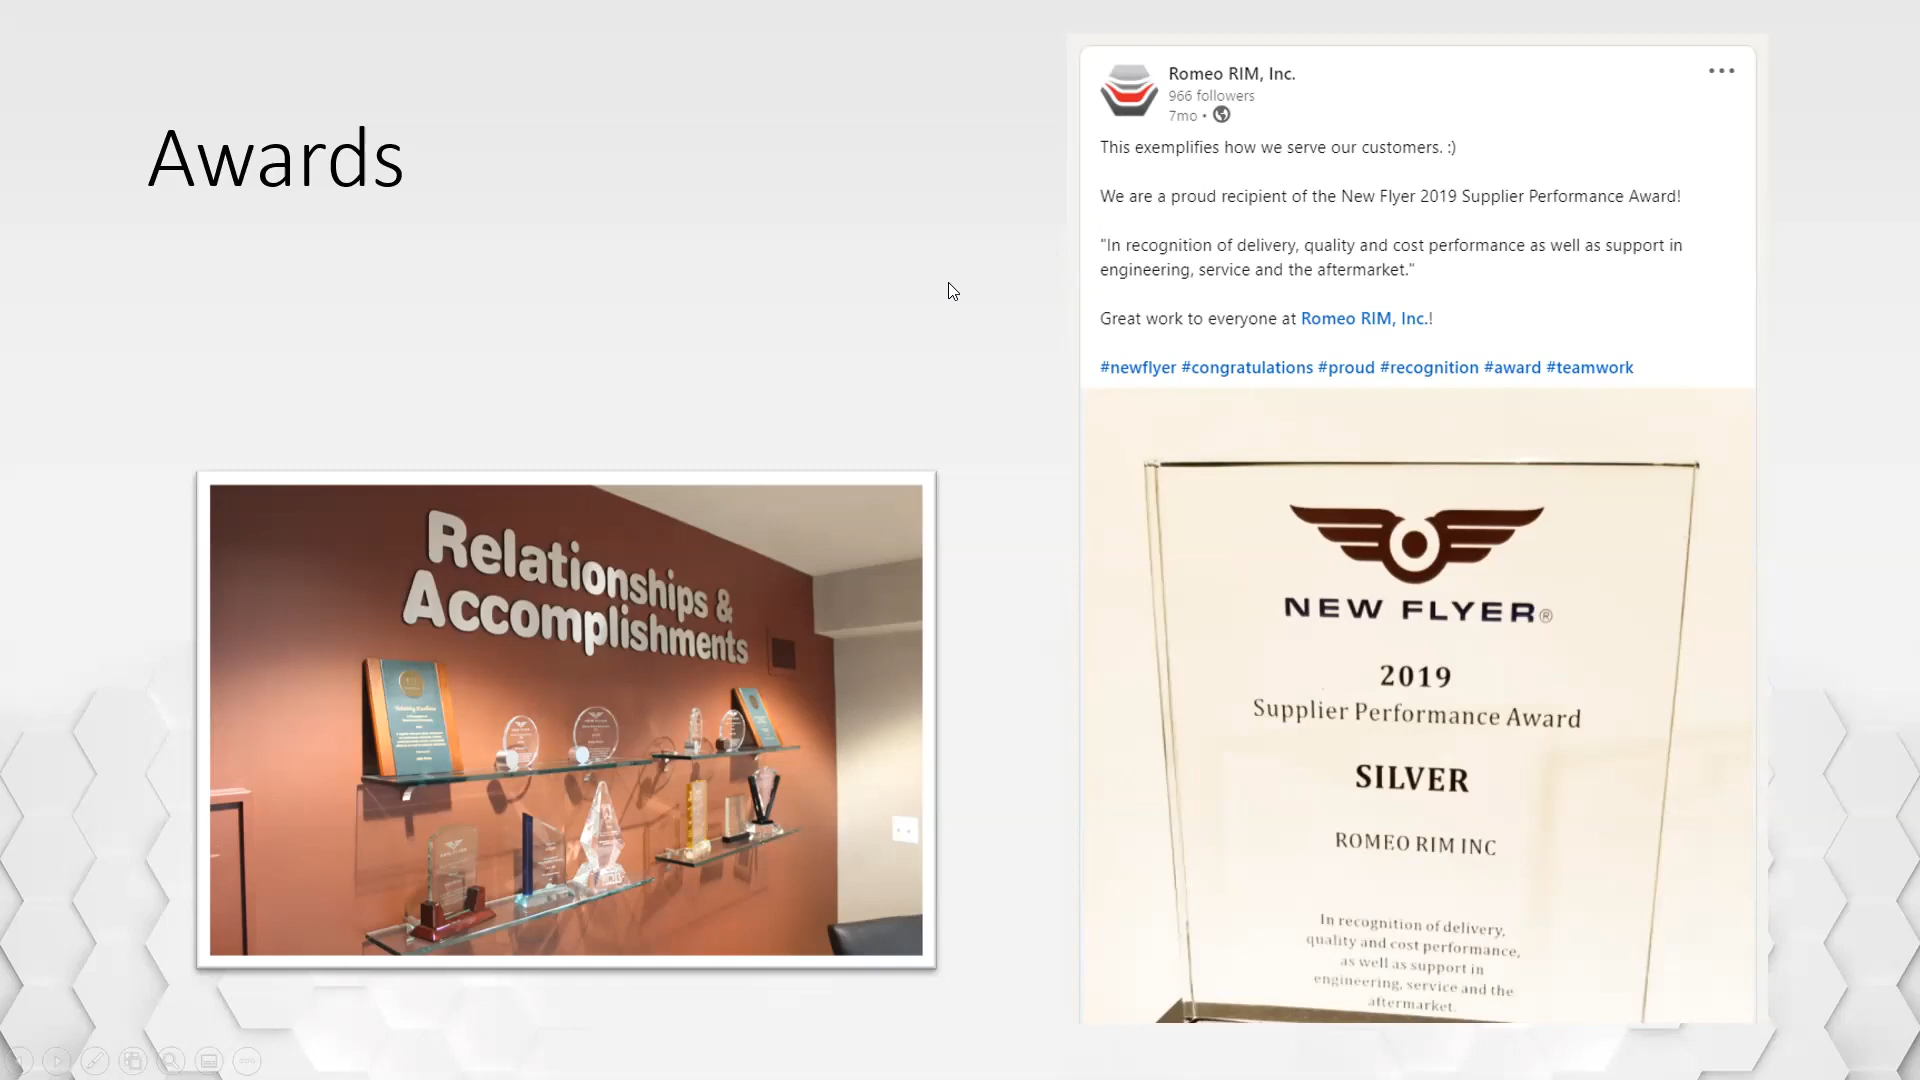 Awards
Romeo RIM, Inc.
966 followers
7mo •
This exemplifies how we serve our customers. :)
We are a proud recipient of the New Flyer 2019 Supplier Performance Award!
"In recognition of delivery, quality and cost performance as well as support in
engineering, service and the aftermarket."
Great work to everyone at Romeo RIM, Inc.!
#newflyer #congratulations #proud #recognition #award #teamwork
Relationships &
Accomplishments
NEW FLYER®
2019
Supplier Performance Award
SILVER
ROMEO RIM INC
In recognition of delivery,
quality and cost performance,
as well as support in
engineering, service and the
aftermarket.